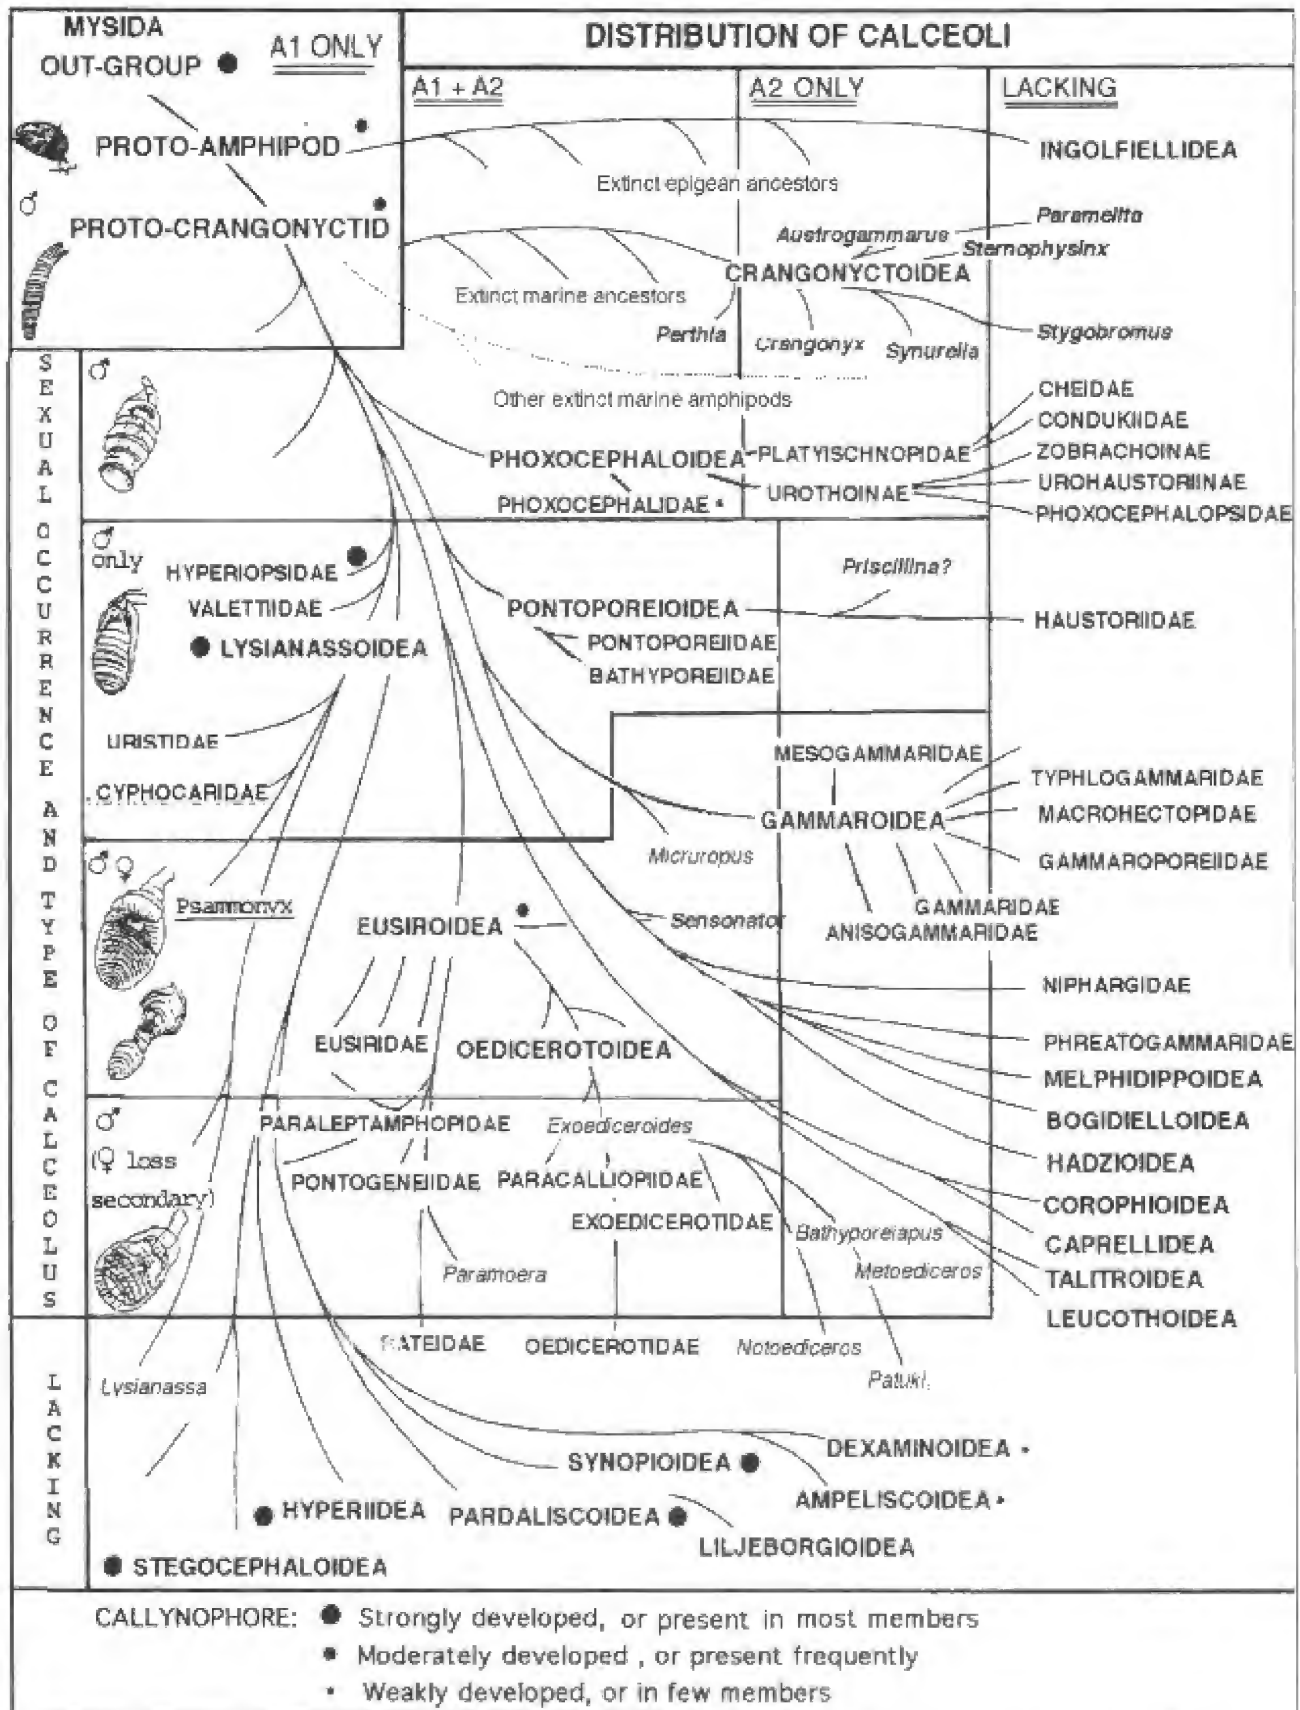 MYSIDA
OUT-GROUP ●
A1 ONLY
DISTRIBUTION OF CALCEOLI
A1 + A2
A2 ONLY
LACKING
PROTO-AMPHIPOD
INGOLFIELLIDEA
Extinct epigean ancestors
♂
PROTO-CRANGONYCTID
Paramelita
Austrogammarus
Sternophysinx
CRANGONYCTOIDEA
Extinct marine ancestors
Perthia
Crangonyx
Synurella
Stygobromus
SEXUAL OCCURRENCE AND TYPE OF CALCEOLUS
♂
Other extinct marine amphipods
CHEIDAE
CONDUKIIDAE
PHOXOCEPHALOIDEA
PLATYISCHNOPIDAE
ZOBRACHOINAE
UROTHOINAE
UROHAUSTORIINAE
PHOXOCEPHALIDAE •
PHOXOCEPHALOPSIDAE
♂
only
HYPERIOPSIDAE ●
Priscillina?
VALETTIIDAE
PONTOPOREIOIDEA
HAUSTORIIDAE
● LYSIANASSOIDEA
PONTOPOREIIDAE
BATHYPOREIIDAE
URISTIDAE
MESOGAMMARIDAE
CYPHOCARIDAE
TYPHLOGAMMARIDAE
GAMMAROIDEA
MACROHECTOPIDAE
Micruropus
GAMMAROPOREIIDAE
♂ ♀
Psammonyx
EUSIROIDEA
Sensonator
GAMMARIDAE
ANISOGAMMARIDAE
NIPHARGIDAE
EUSIRIDAE
OEDICEROTOIDEA
PHREATOGAMMARIDAE
MELPHIDIPPOIDEA
♂
(♀ loss
secondary)
PARALEPTAMPHOPIDAE
Exoediceroides
BOGIDIELLOIDEA
PONTOGENEIIDAE
PARACALLIOPIIDAE
HADZIOIDEA
EXOEDICEROTIDAE
Bathyporeiapus
COROPHIOIDEA
Paramoera
Metoediceros
CAPRELLIDEA
TALITROIDEA
LEUCOTHOIDEA
LACKING
OEDICEROTIDAE
Notoediceros
Lysianassa
Patuki
DEXAMINOIDEA •
SYNOPIOIDEA ●
AMPELISCOIDEA •
● HYPERIIDEA
PARDALISCOIDEA ●
LILJEBORGIOIDEA
● STEGOCEPHALOIDEA
CALLYNOPHORE: ● Strongly developed, or present in most members
• Moderately developed , or present frequently
• Weakly developed, or in few members